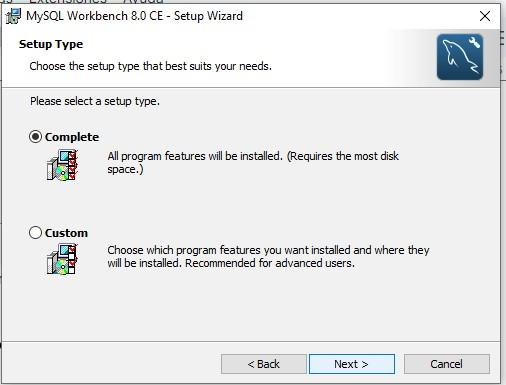 Extensiones Ayuda
MySQL Workbench 8.0 CE - Setup Wizard
Setup Type
Choose the setup type that best suits your needs.
Please select a setup type.
Complete
All program features will be installed. (Requires the most disk
space.)
Custom
Choose which program features you want installed and where they
will be installed. Recommended for advanced users.
< Back
Next >
Cancel